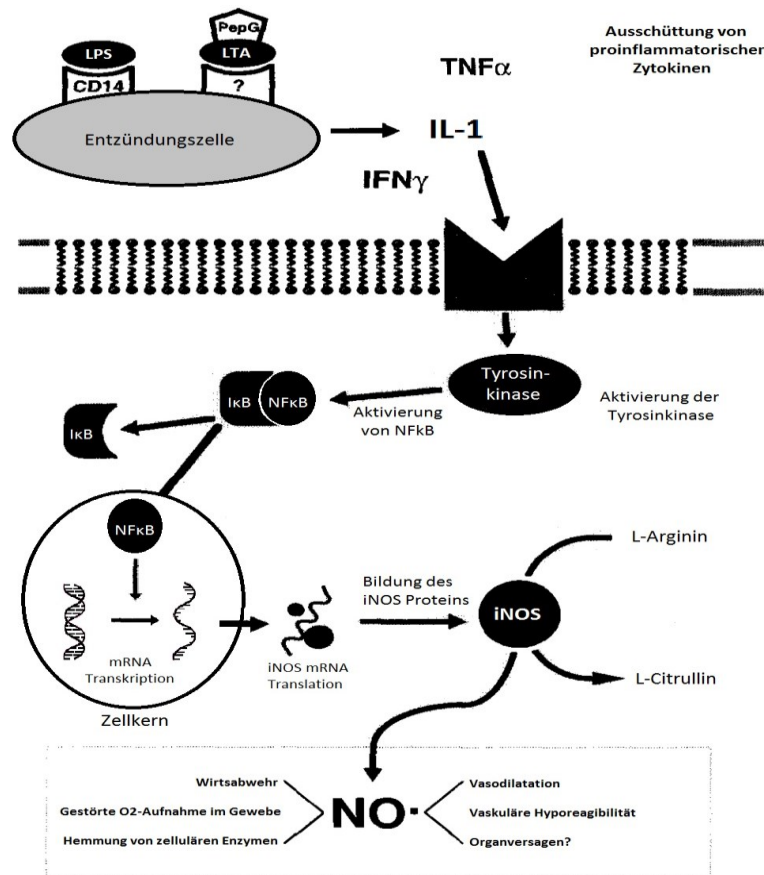 PepG
LPS
LTA
CD14
?
Entzündungszelle
TNFα
IL-1
IFNγ
Ausschüttung von
proinflammatorischer
Zytokinen
Tyrosin-
kinase
Aktivierung der
Tyrosinkinase
IκB
NFκB
Aktivierung
von NFkB
IκB
NFκB
mRNA
Transkription
Zellkern
iNOS mRNA
Translation
Bildung des
iNOS Proteins
iNOS
L-Arginin
L-Citrullin
Wirtsabwehr
Gestörte O2-Aufnahme im Gewebe
Hemmung von zellulären Enzymen
NO·
Vasodilatation
Vaskuläre Hyporeagibilität
Organversagen?